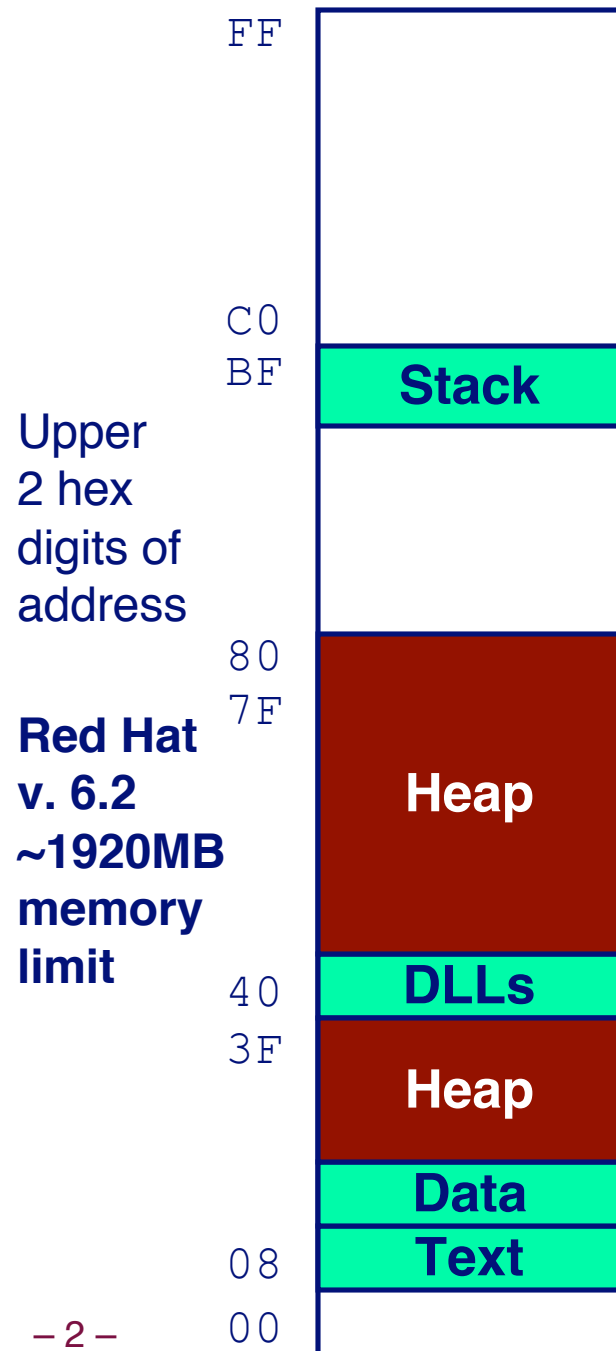 FF
C0
BF
Stack
Upper
2 hex
digits of
address
80
7F
Red Hat
v. 6.2
~1920MB
memory
limit
Heap
40
DLLs
3F
Heap
Data
08
Text
– 2 –
00